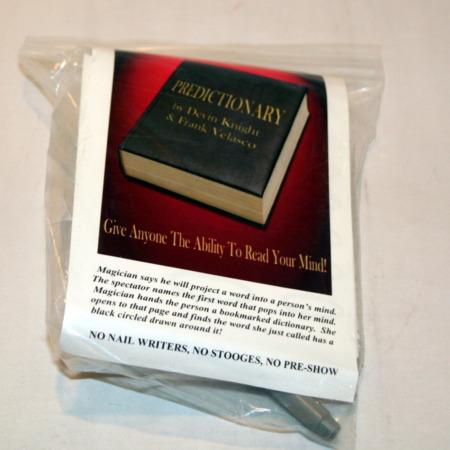 PREDICTIONARY
by Devin Knight
& Frank Velasco
Give Anyone The Ability To Read Your Mind!
Magician says he will project a word into a person's mind.
The spectator names the first word that pops into her mind.
Magician hands the person a bookmarked dictionary. She
opens to that page and finds the word she just called has a
black circled drawn around it!
NO NAIL WRITERS, NO STOOGES, NO PRE-SHOW